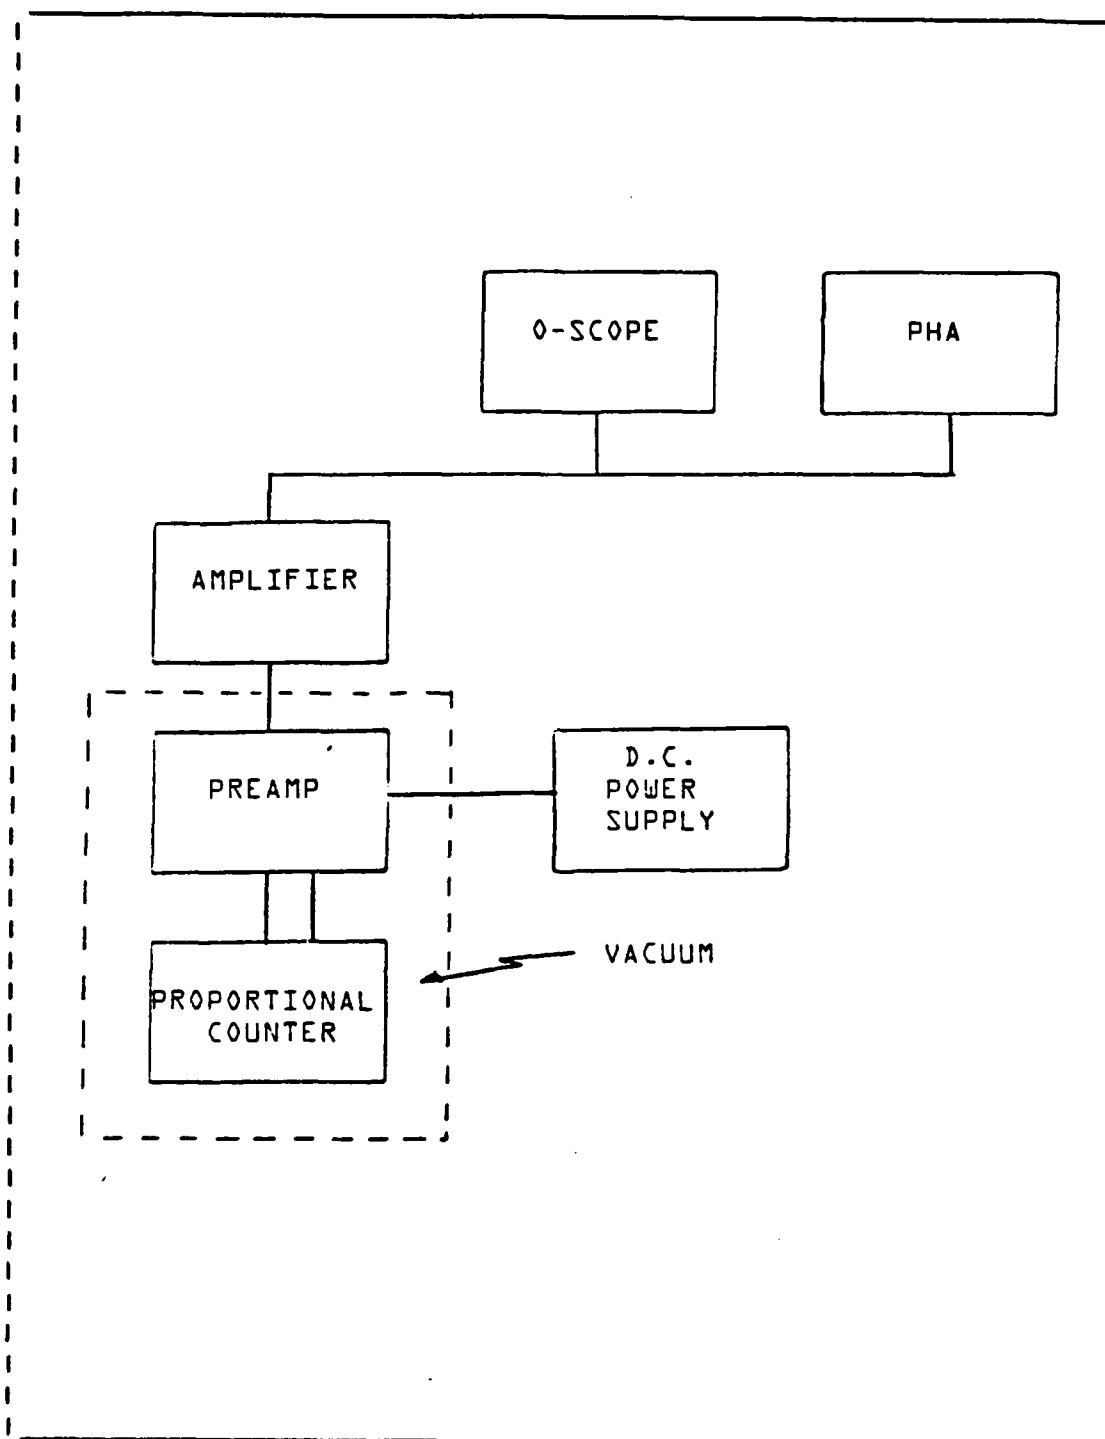 O-SCOPE
PHA
AMPLIFIER
PREAMP
D.C.
POWER
SUPPLY
VACUUM
PROPORTIONAL
COUNTER